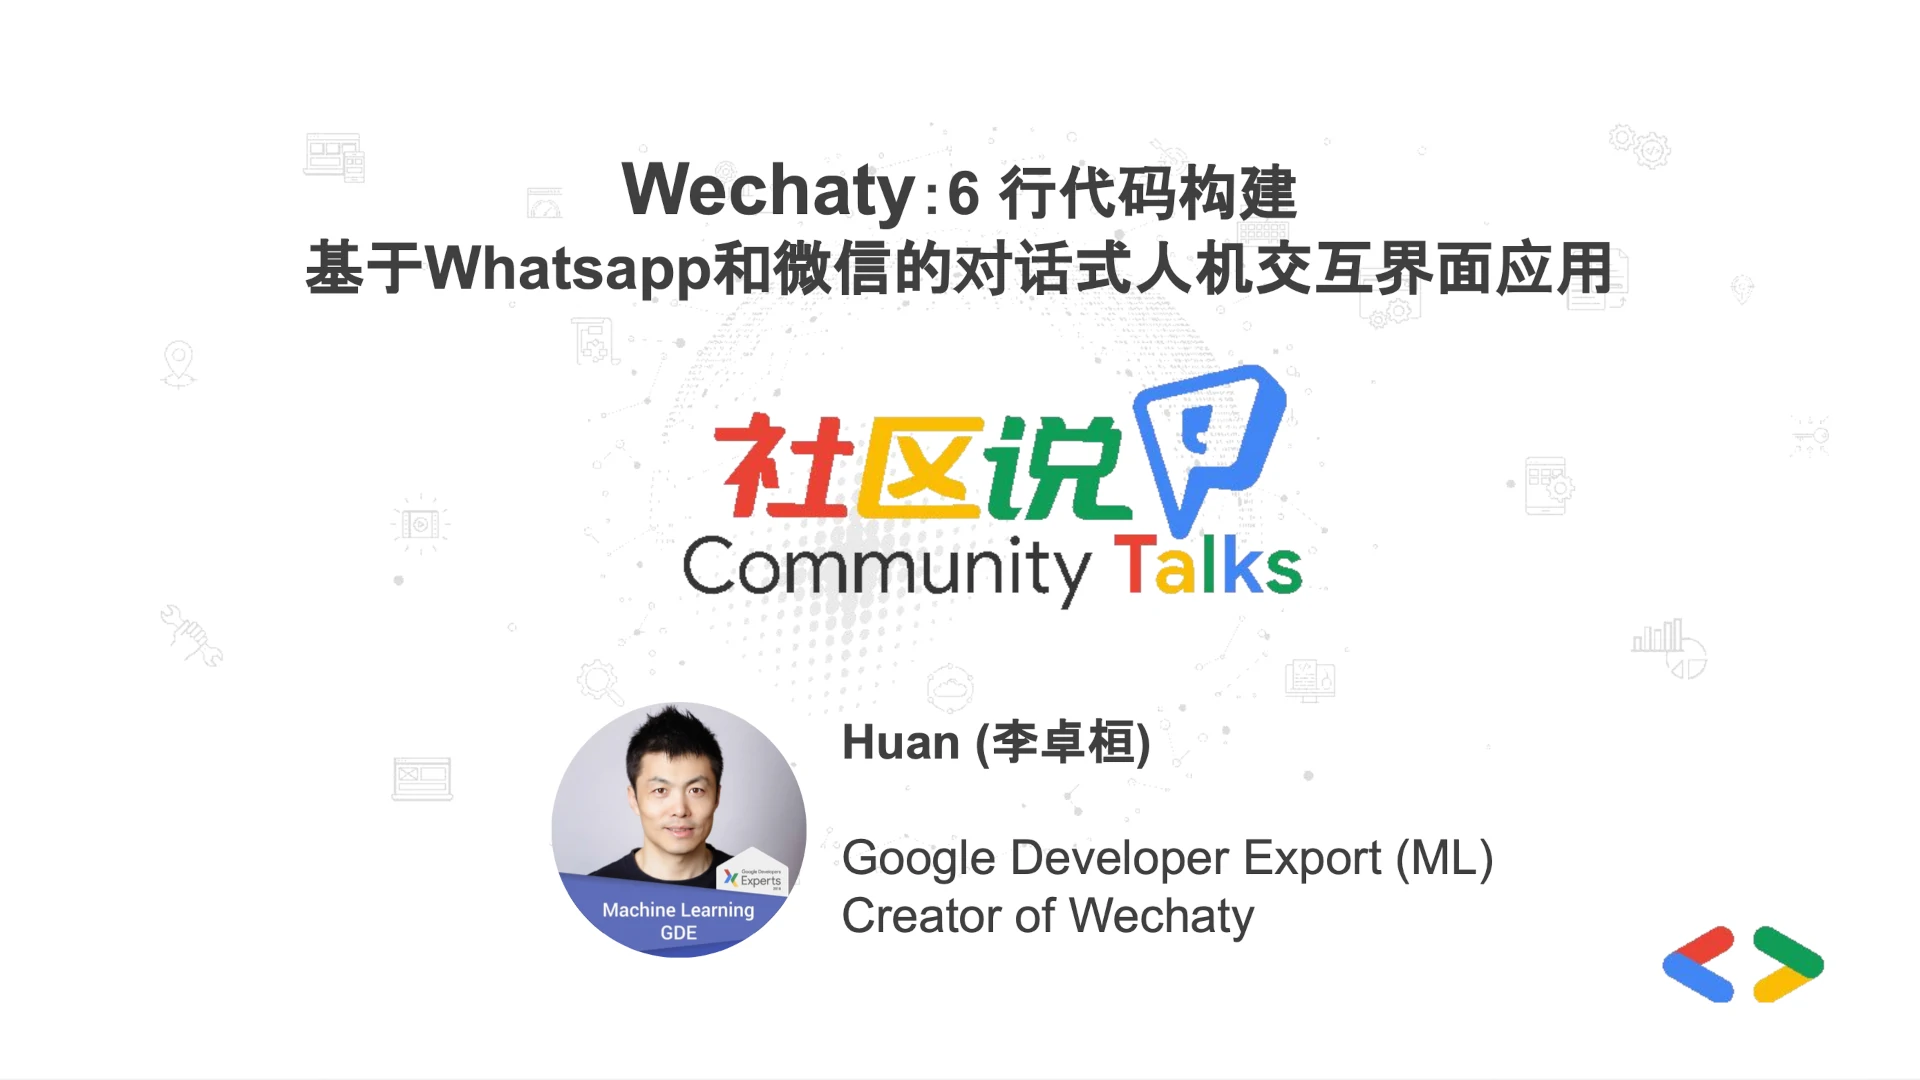 Wechaty：6 行代码构建
基于Whatsapp和微信的对话式人机交互界面应用
社区说
Community Talks
Huan (李卓桓)
Google Developer Export (ML)
Creator of Wechaty
Google Developers
Experts
Machine Learning
GDE